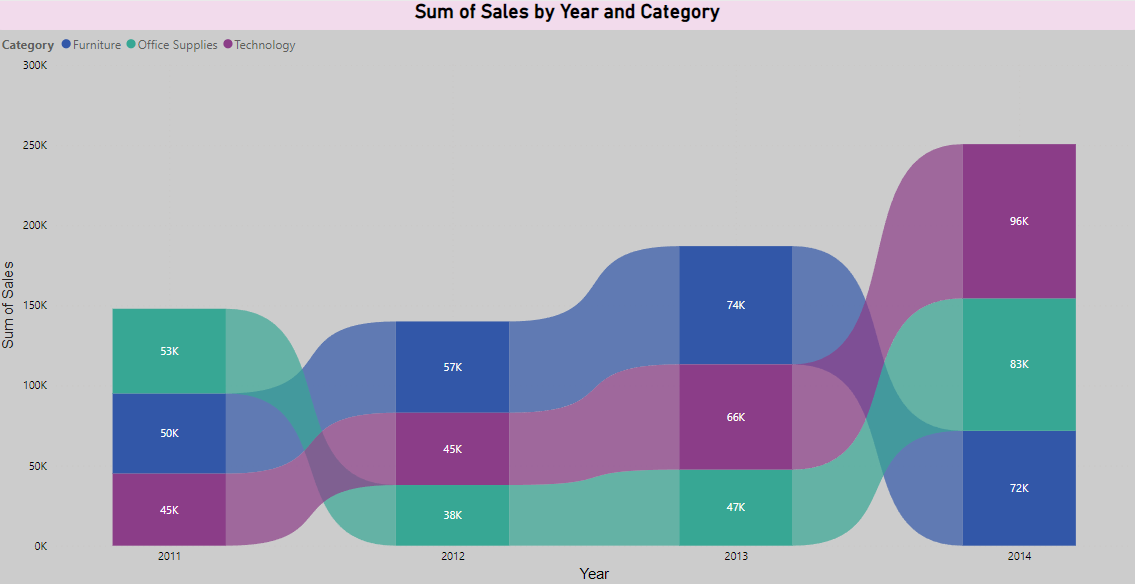 Sum of Sales by Year and Category
Category Furniture Office Supplies Technology
300K
250K
200K
150K
100K
50K
0K
Sum of Sales
53K
50K
45K
57K
45K
38K
74K
66K
47K
96K
83K
72K
2011 2012 2013 2014
Year